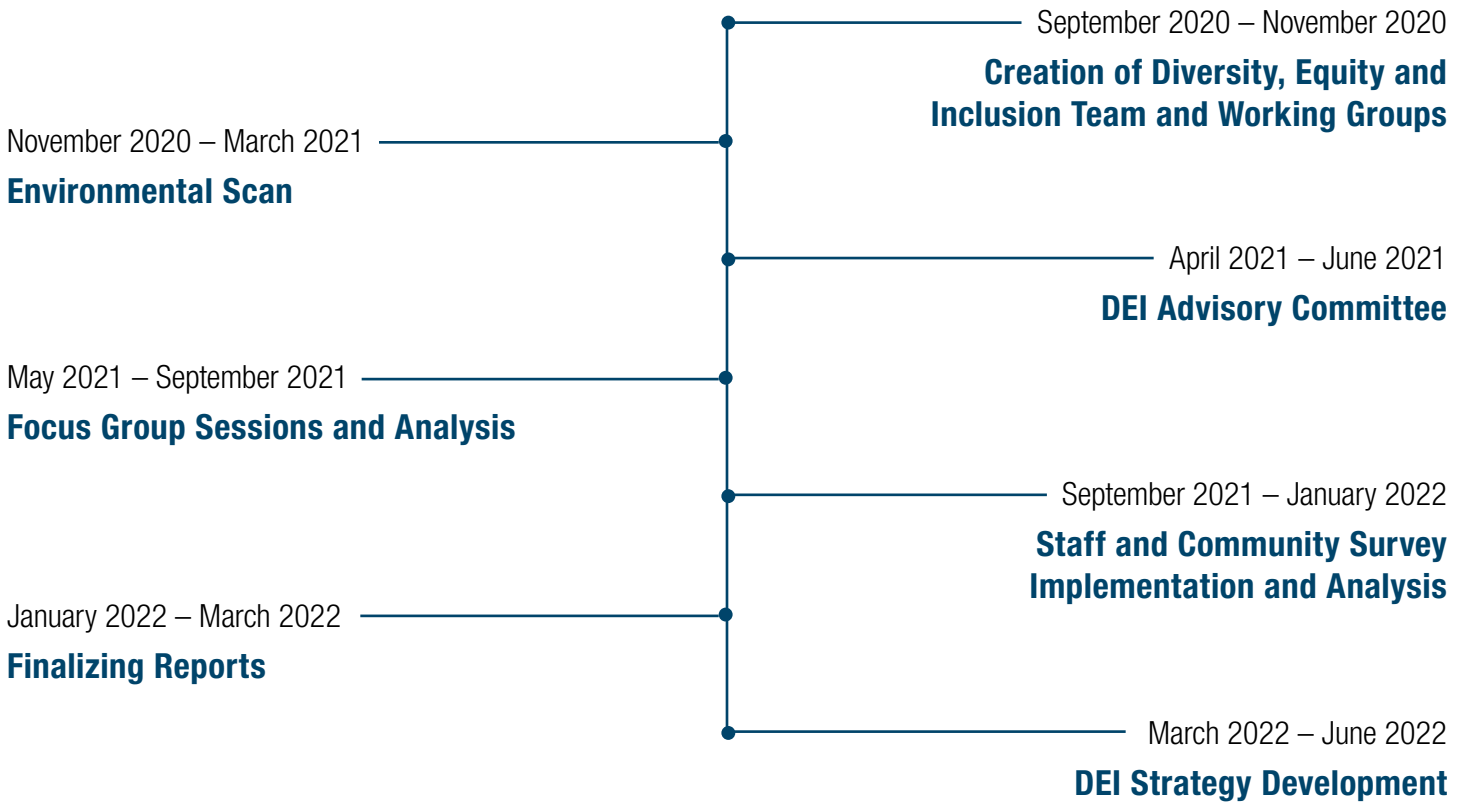 September 2020 – November 2020
Creation of Diversity, Equity and
Inclusion Team and Working Groups
November 2020 – March 2021
Environmental Scan
April 2021 – June 2021
DEI Advisory Committee
May 2021 – September 2021
Focus Group Sessions and Analysis
September 2021 – January 2022
Staff and Community Survey
Implementation and Analysis
January 2022 – March 2022
Finalizing Reports
March 2022 – June 2022
DEI Strategy Development